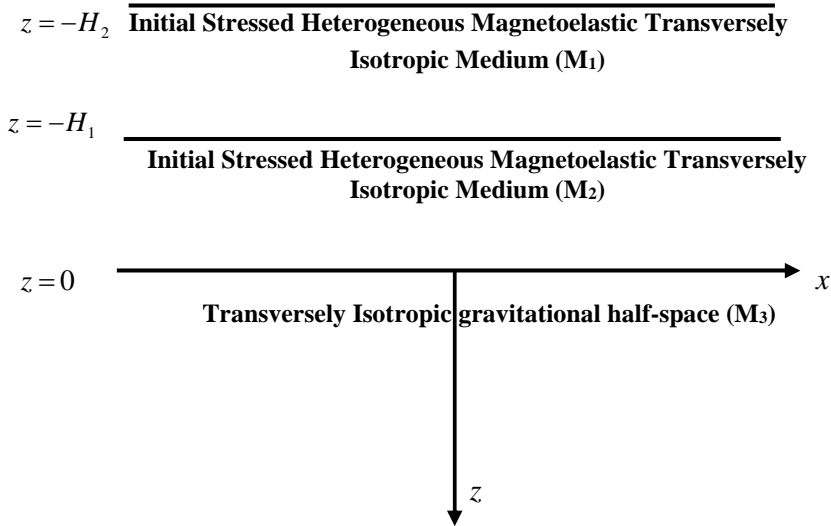 z = −H₂ Initial Stressed Heterogeneous Magnetoelastic Transversely
Isotropic Medium (M₁)
z = −H₁
Initial Stressed Heterogeneous Magnetoelastic Transversely
Isotropic Medium (M₂)
z = 0
x
Transversely Isotropic gravitational half-space (M₃)
z